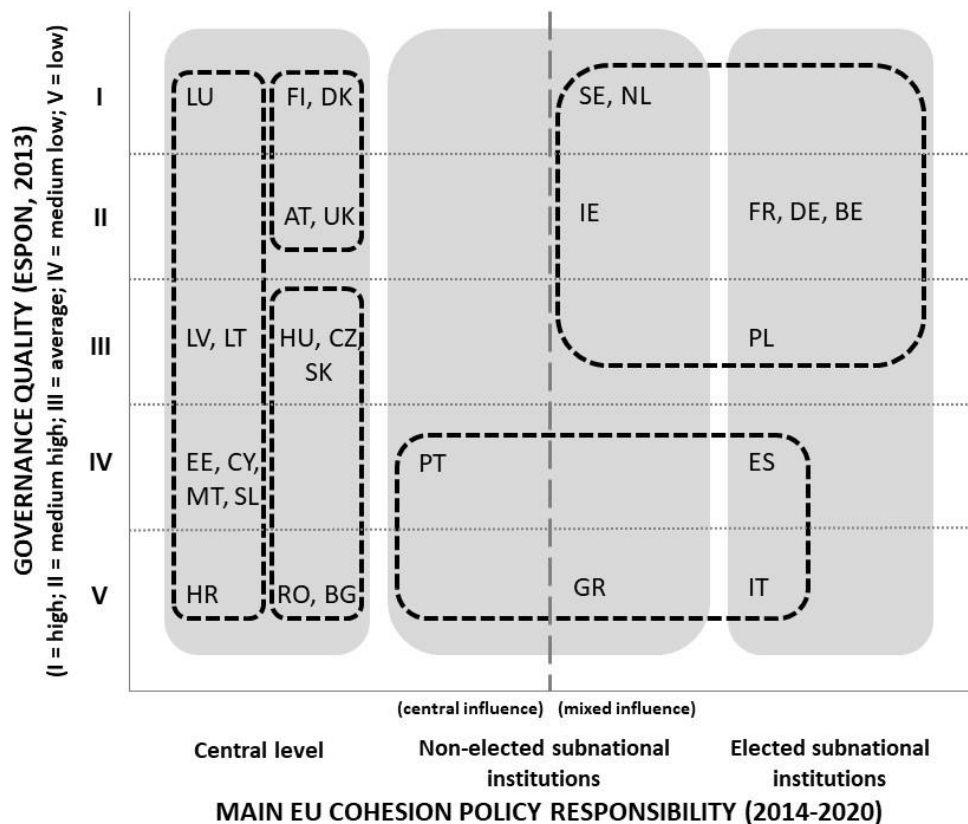 GOVERNANCE QUALITY (ESPON, 2013)
(I = high; II = medium high; III = average; IV = medium low; V = low)
I
LU
FI, DK
SE, NL
II
AT, UK
IE
FR, DE, BE
III
LV, LT
HU, CZ,
SK
PL
IV
EE, CY,
MT, SL
PT
ES
V
HR
RO, BG
GR
IT
(central influence)
(mixed influence)
Central level
Non-elected subnational
institutions
Elected subnational
institutions
MAIN EU COHESION POLICY RESPONSIBILITY (2014-2020)